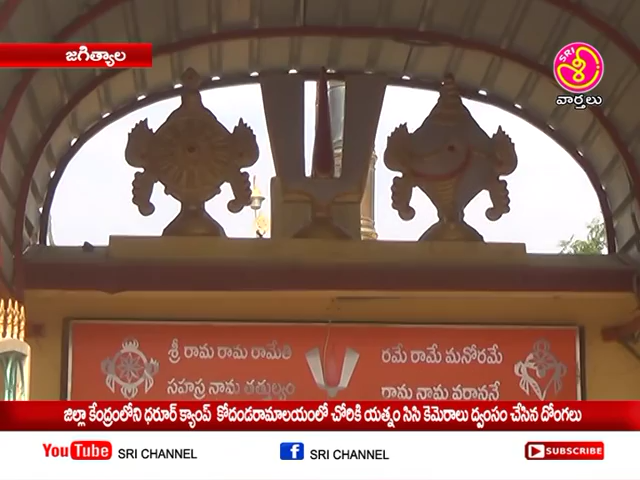 జగిత్యాల
SRI
శ్రీ
వార్తలు
శ్రీ రామ రామ రామేతి
రమే రామే మనోరమే
సహస్ర నామ తత్తుల్యం
రామ నామ వరాననే
జిల్లా కేంద్రంలోని ధరూర్ క్యాంప్ కోదండరామాలయంలో చోరికి యత్నం సిసి కెమెరాలు ధ్వంసం చేసిన దొంగలు
YouTube SRI CHANNEL
f SRI CHANNEL
SUBSCRIBE